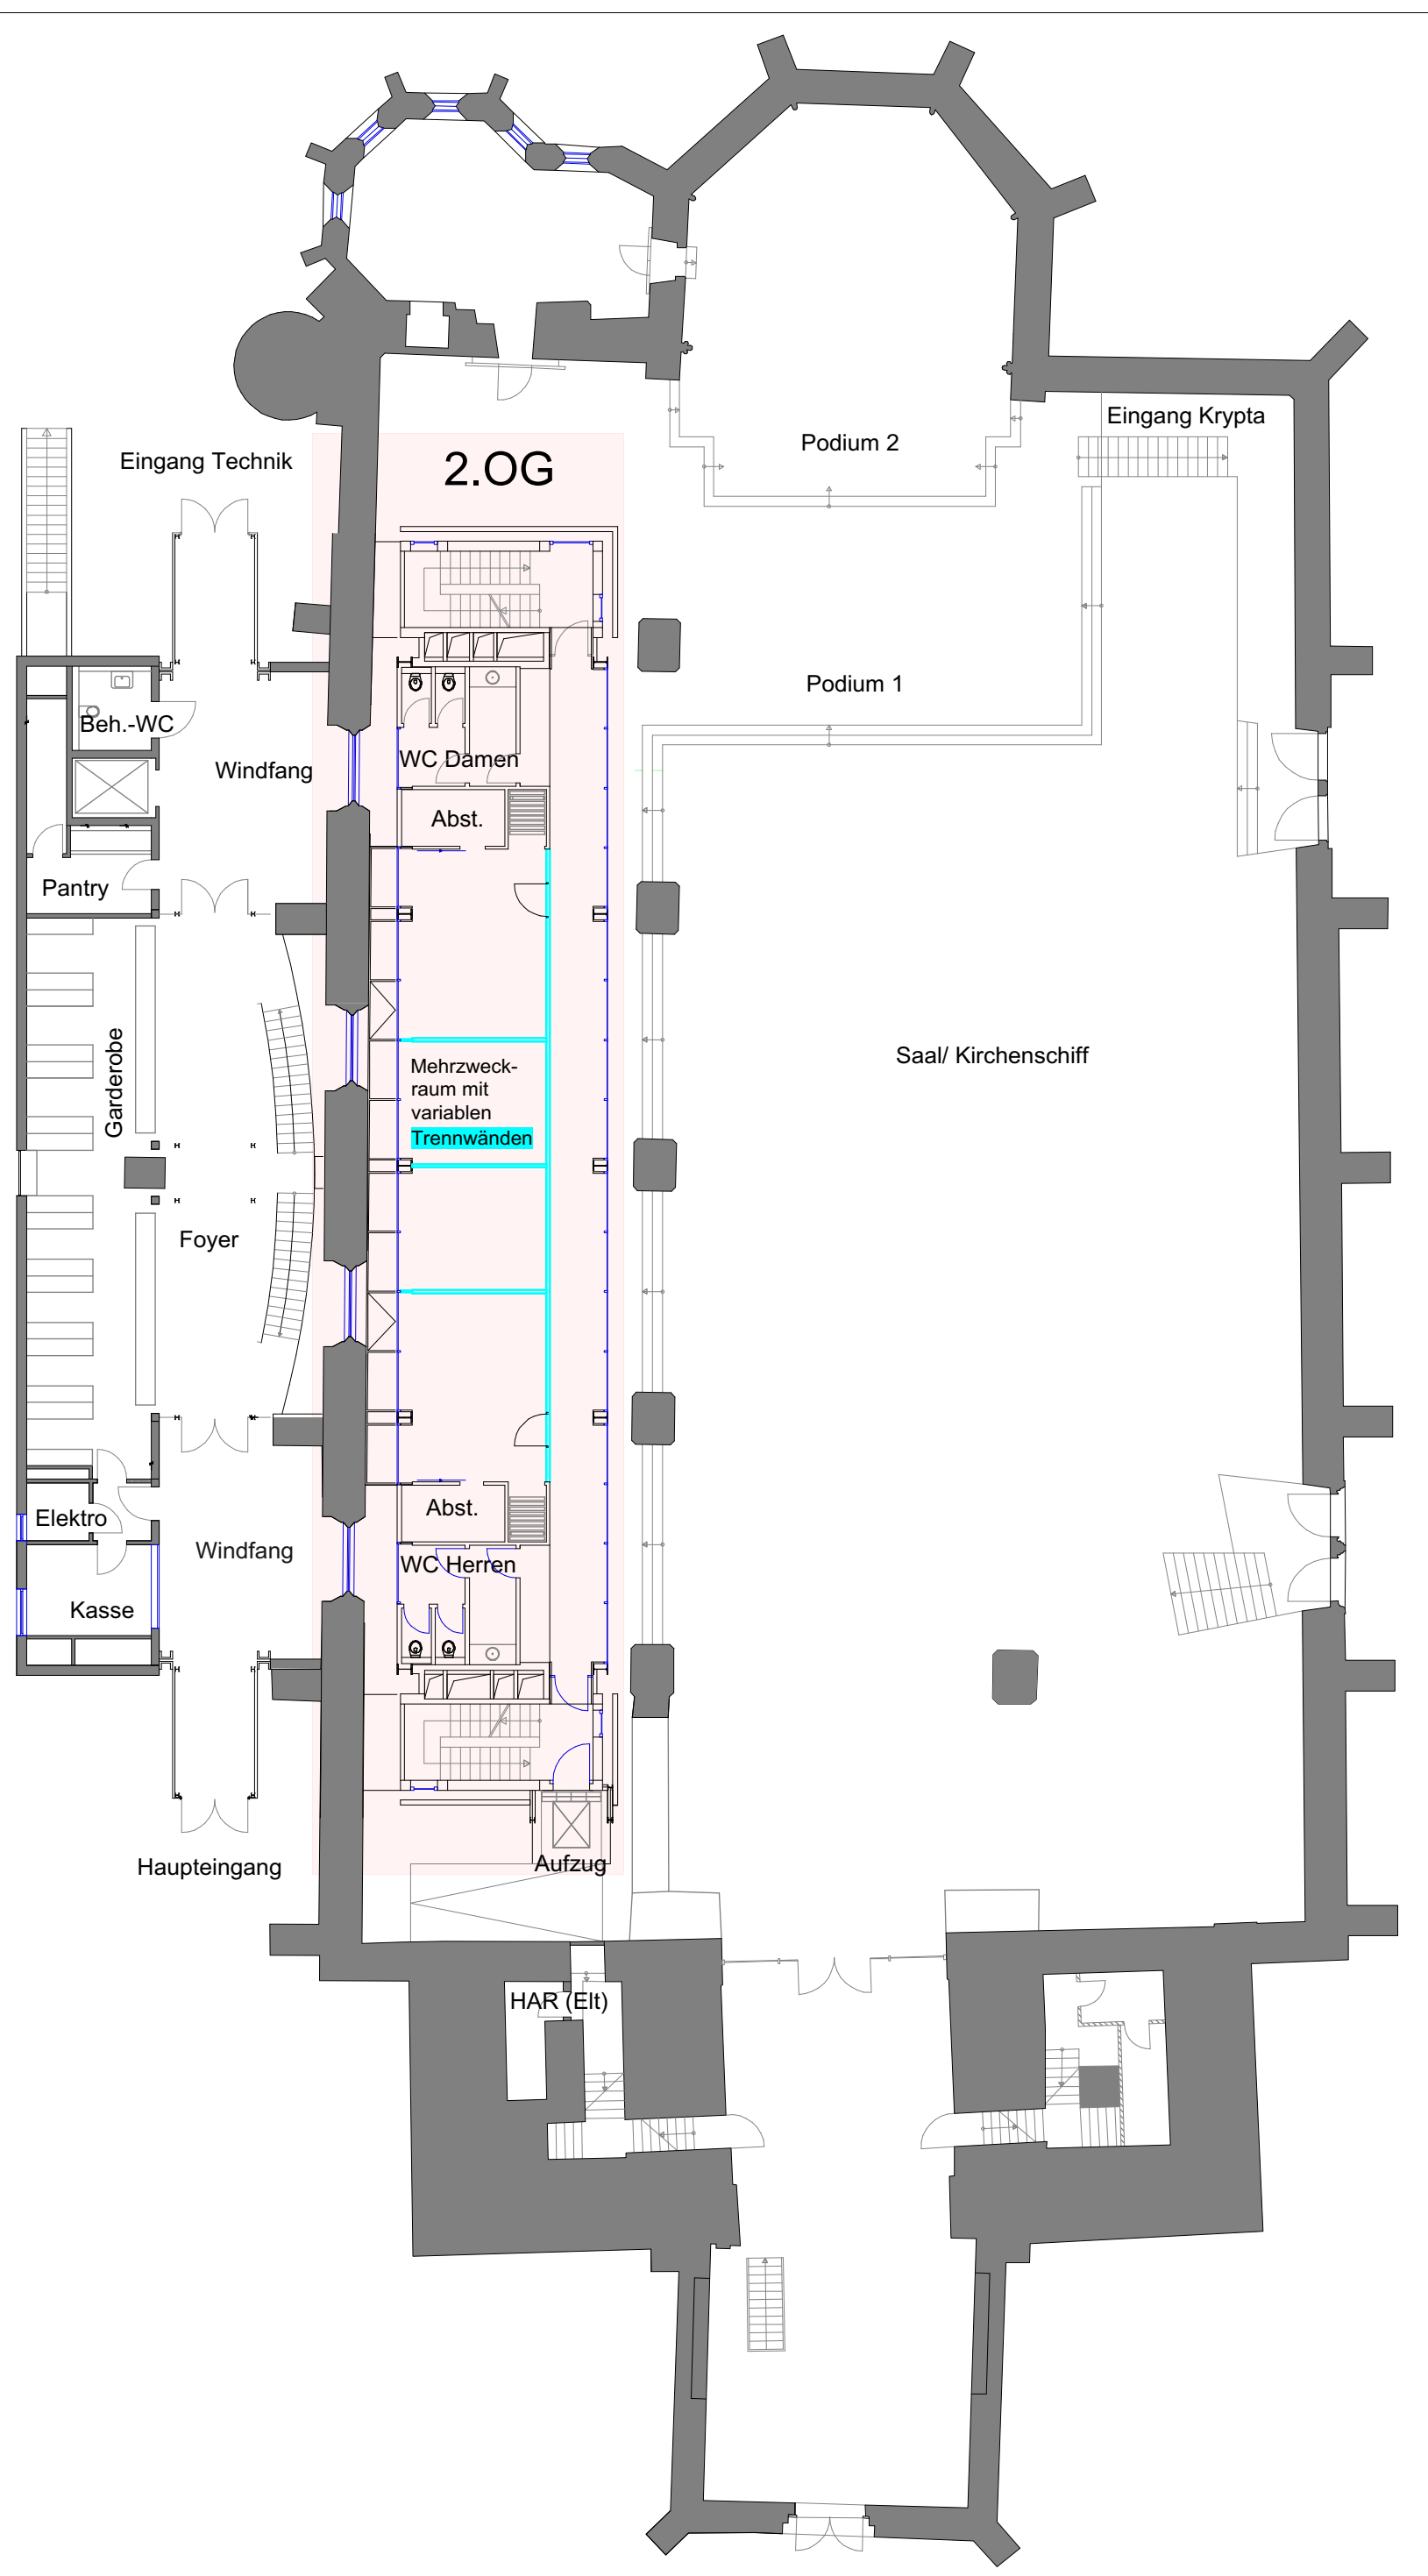 Eingang Krypta
Podium 2
Eingang Technik
2.OG
Podium 1
Beh.-WC
WC Damen
Windfang
Abst.
Pantry
Garderobe
Saal/ Kirchenschiff
Mehrzweck-
raum mit
variablen
Trennwänden
Foyer
Abst.
Elektro
Windfang
WC Herren
Kasse
Aufzug
Haupteingang
HAR (Elt)